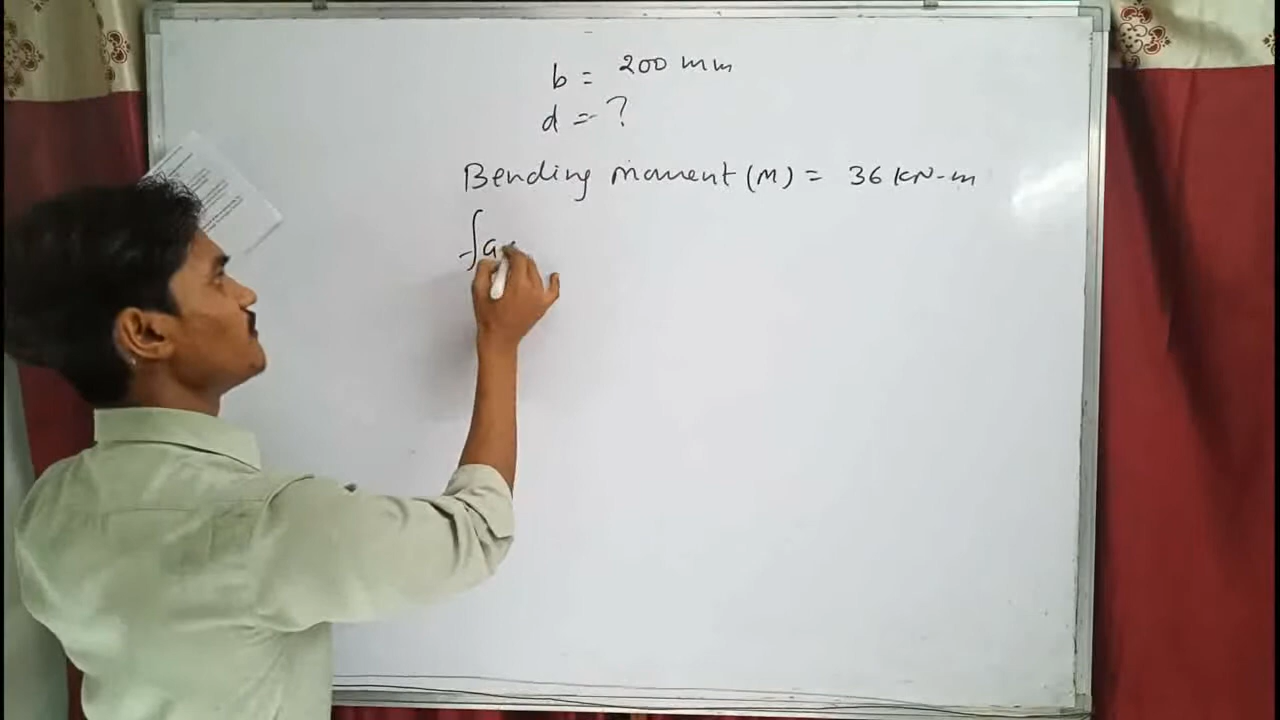 b = 200 mm
d = ?
Bending moment (M) = 36 KN-m